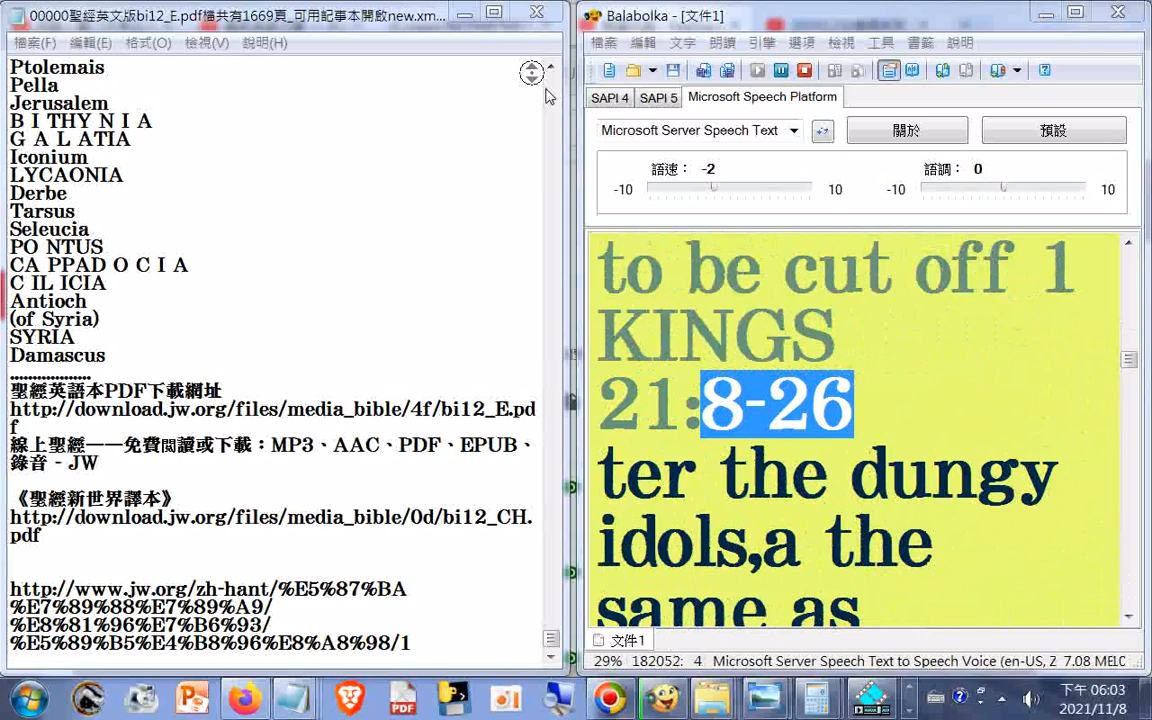 00000聖經英文版bi12_E.pdf檔共有1669頁_可用記事本開啟new.xm...
檔案(F) 編輯(E) 格式(O) 檢視(V) 說明(H)
Ptolemais
Pella
Jerusalem
B I THY N I A
G A L ATIA
Iconium
LYCAONIA
Derbe
Tarsus
Seleucia
PO NTUS
CA PPAD O C I A
C IL ICIA
Antioch
(of Syria)
SYRIA
Damascus
..................
聖經英語本PDF下載網址
http://download.jw.org/files/media_bible/4f/bi12_E.pd
f
線上聖經——免費閱讀或下載：MP3、AAC、PDF、EPUB、
錄音 - JW
《聖經新世界譯本》
http://download.jw.org/files/media_bible/0d/bi12_CH.
pdf
http://www.jw.org/zh-hant/%E5%87%BA
%E7%89%88%E7%89%A9/
%E8%81%96%E7%B6%93/
%E5%89%B5%E4%B8%96%E8%A8%98/1
Balabolka - [文件1]
檔案 編輯 文字 朗讀 引擎 選項 檢視 工具 書籤 說明
SAPI 4 SAPI 5 Microsoft Speech Platform
Microsoft Server Speech Text 關於 預設
語速： -2 語調： 0
-10 10 -10 10
to be cut off 1
KINGS
21:8-26
ter the dungy
idols,a the
same as
文件1
29% 182052: 4 Microsoft Server Speech Text to Speech Voice (en-US, Z 7.08 MELC
PDF
下午 06:03
2021/11/8